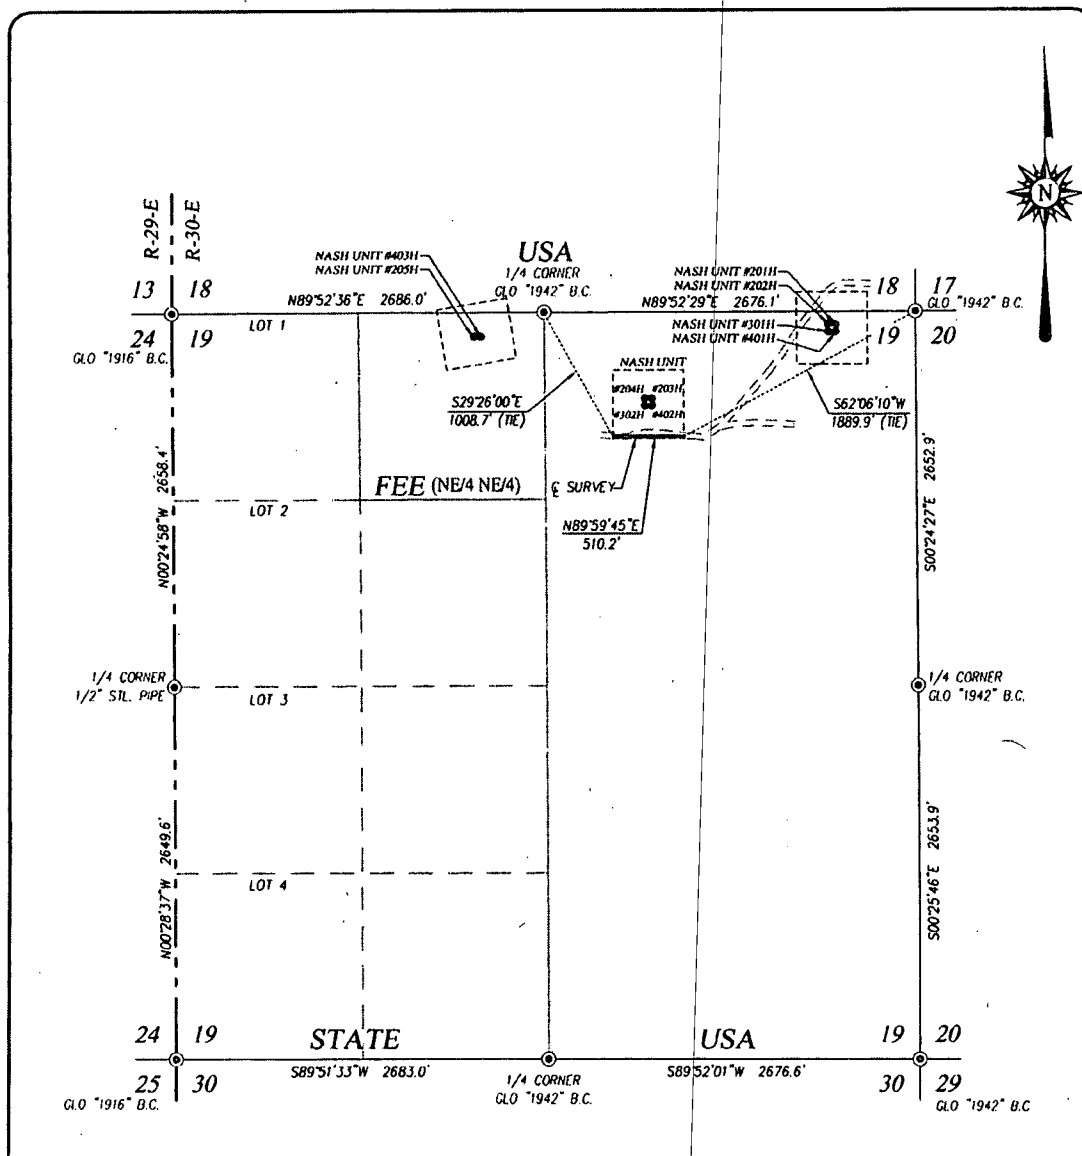 N
R-29-E
R-30-E
NASH UNIT #403H
NASH UNIT #205H
USA
1/4 CORNER
GLO "1942" B.C.
NASH UNIT #201H
NASH UNIT #202H
13 18
N89°52'36"E 2686.0'
N89°52'29"E 2676.1'
18 17
GLO "1942" B.C.
24 19
LOT 1
NASH UNIT #301H
NASH UNIT #401H
19 20
GLO "1916" B.C.
NASH UNIT
#204H #203H
#302H #402H
S29°26'00"E
1008.7' (TIE)
S62°06'10"W
1889.9' (TIE)
N00°24'58"W 2658.4'
S00°24'27"E 2652.9'
FEE (NE/4 NE/4)
℄ SURVEY
LOT 2
N89°59'45"E
510.2'
1/4 CORNER
1/2" STL. PIPE
LOT 3
1/4 CORNER
GLO "1942" B.C.
N00°28'37"W 2649.6'
S00°25'46"E 2653.9'
LOT 4
24 19
STATE
USA
19 20
25 30
S89°51'33"W 2683.0'
1/4 CORNER
GLO "1942" B.C.
S89°52'01"W 2676.6'
30 29
GLO "1916" B.C.
GLO "1942" B.C